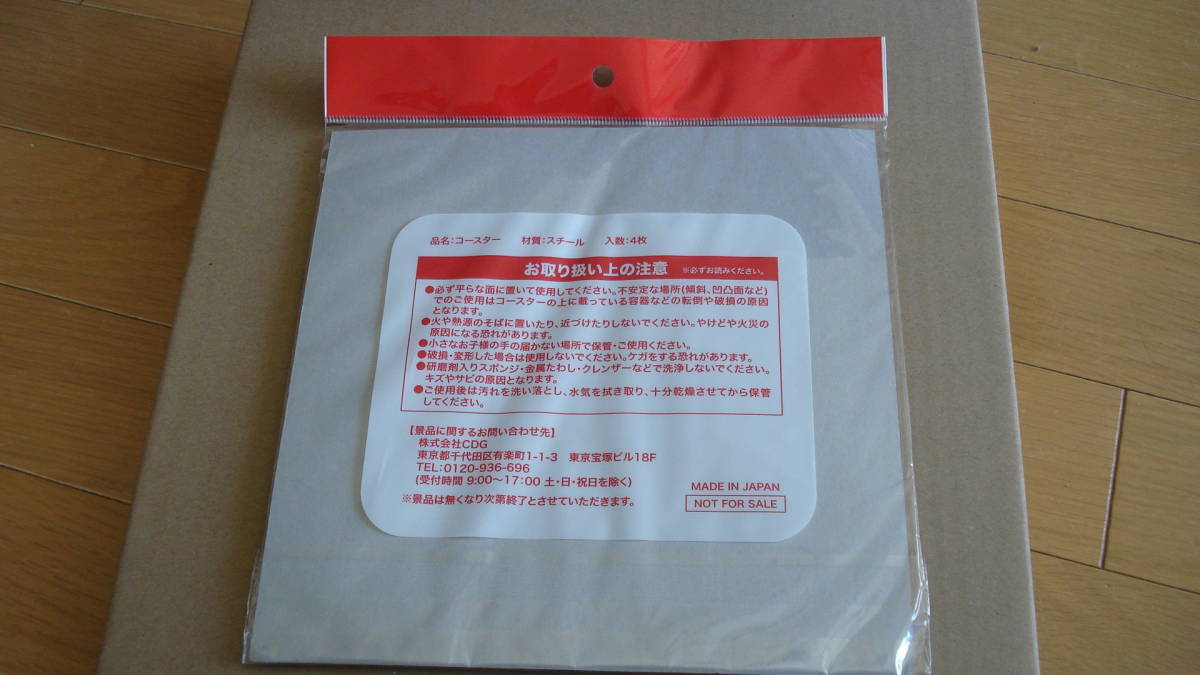 品名:コースター　材質:スチール　入数:4枚
お取り扱い上の注意　※必ずお読みください。
●必ず平らな面に置いて使用してください。不安定な場所(傾斜、凹凸面など)
でのご使用はコースターの上に載っている容器などの転倒や破損の原因
となります。
●火や熱源のそばに置いたり、近づけたりしないでください。やけどや火災の
原因になる恐れがあります。
●小さなお子様の手の届かない場所で保管・ご使用ください。
●破損・変形した場合は使用しないでください。ケガをする恐れがあります。
●研磨剤入りスポンジ・金属たわし・クレンザーなどで洗浄しないでください。
キズやサビの原因となります。
●ご使用後は汚れを洗い落とし、水気を拭き取り、十分乾燥させてから保管
してください。
【景品に関するお問い合わせ先】
株式会社CDG
東京都千代田区有楽町1-1-3　東京宝塚ビル18F
TEL:0120-936-696
(受付時間 9:00〜17:00 土・日・祝日を除く)
※景品は無くなり次第終了とさせていただきます。
MADE IN JAPAN
NOT FOR SALE